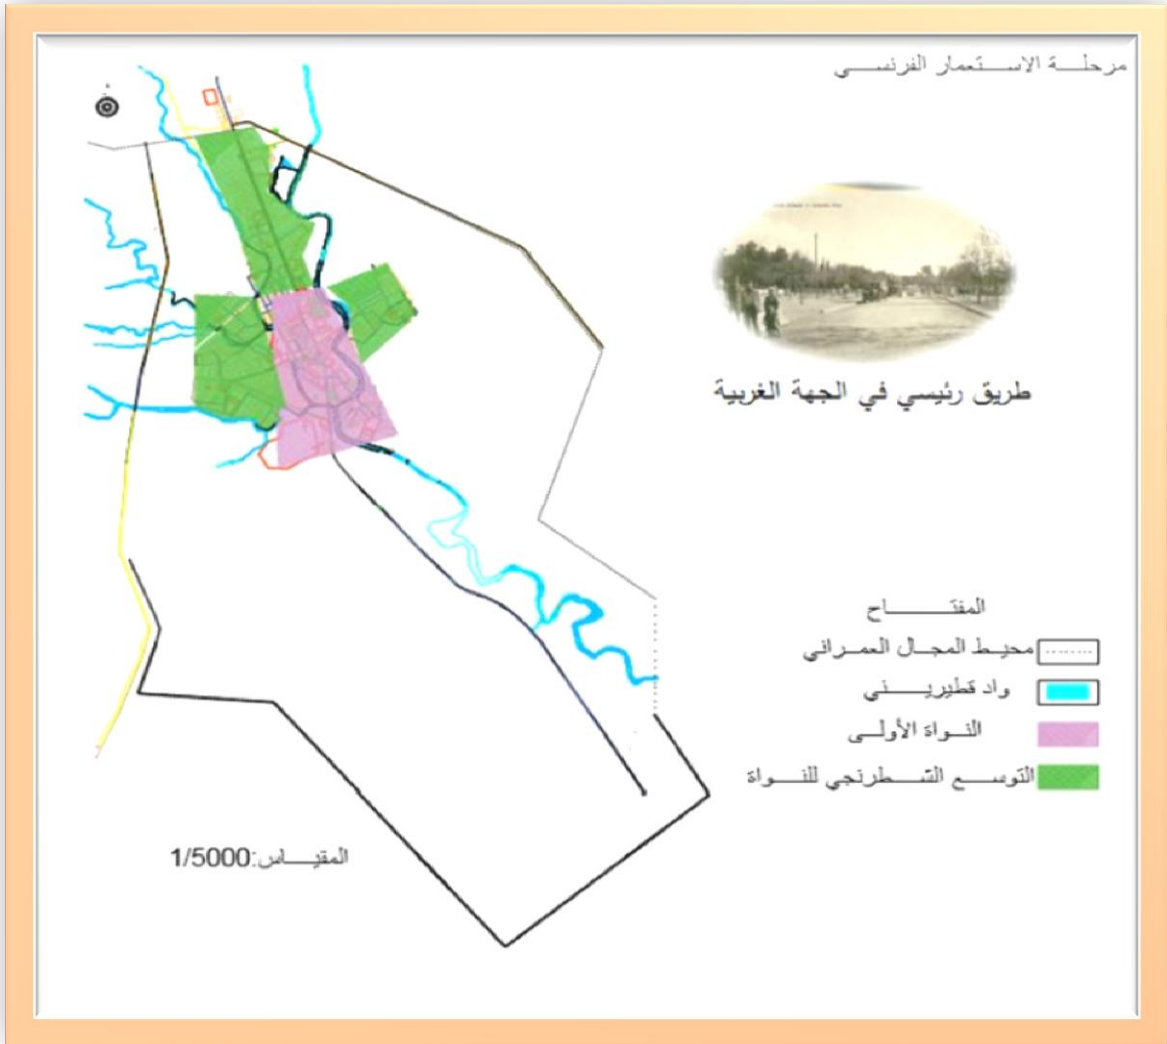 مرحلة الاستعمار الفرنسي
طريق رئيسي في الجهة الغربية
المفتاح
محيط المجال العمراني
واد قطيريني
النواة الأولى
التوسع الشطرنجي للنواة
المقياس:1/5000